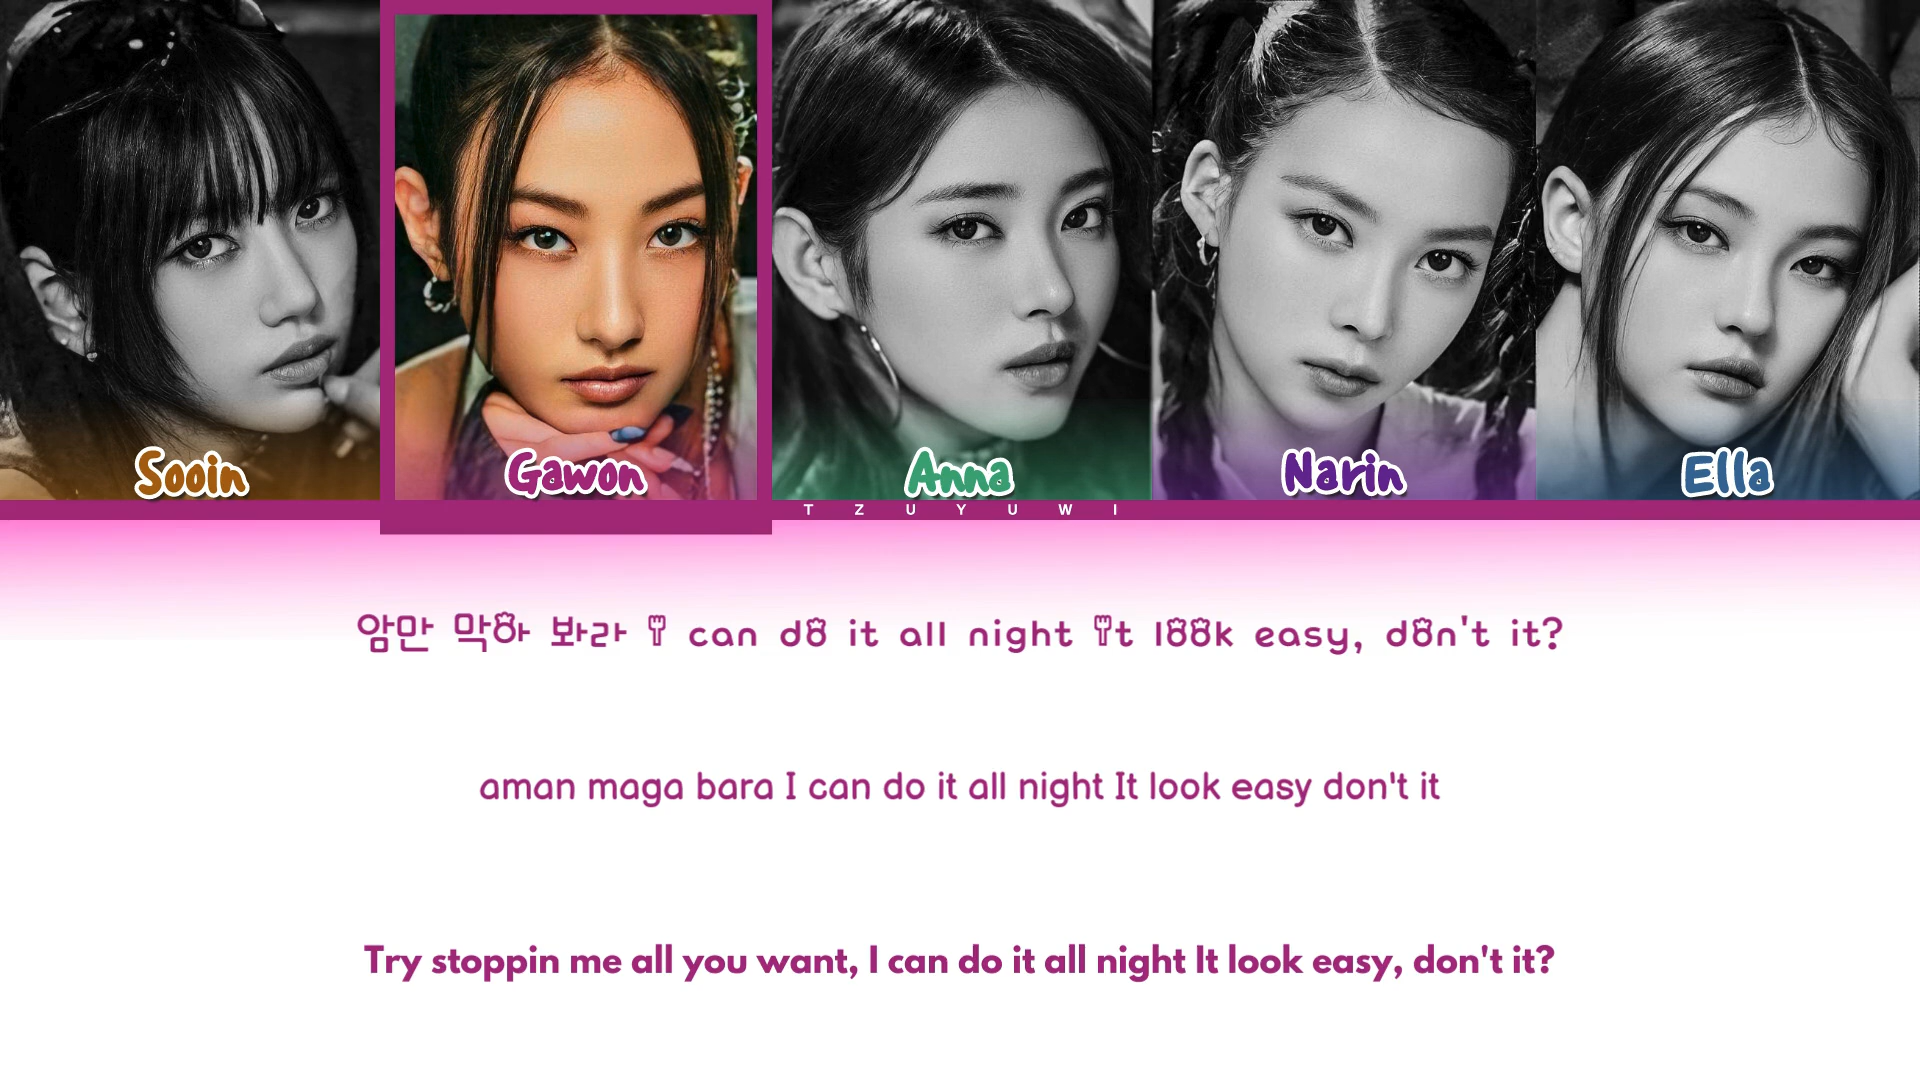 Sooin
Gawon
Anna
Narin
Ella
TZUYUWI
암만 막아 봐라 I can do it all night It look easy, don't it?
aman maga bara I can do it all night It look easy don't it
Try stoppin me all you want, I can do it all night It look easy, don't it?